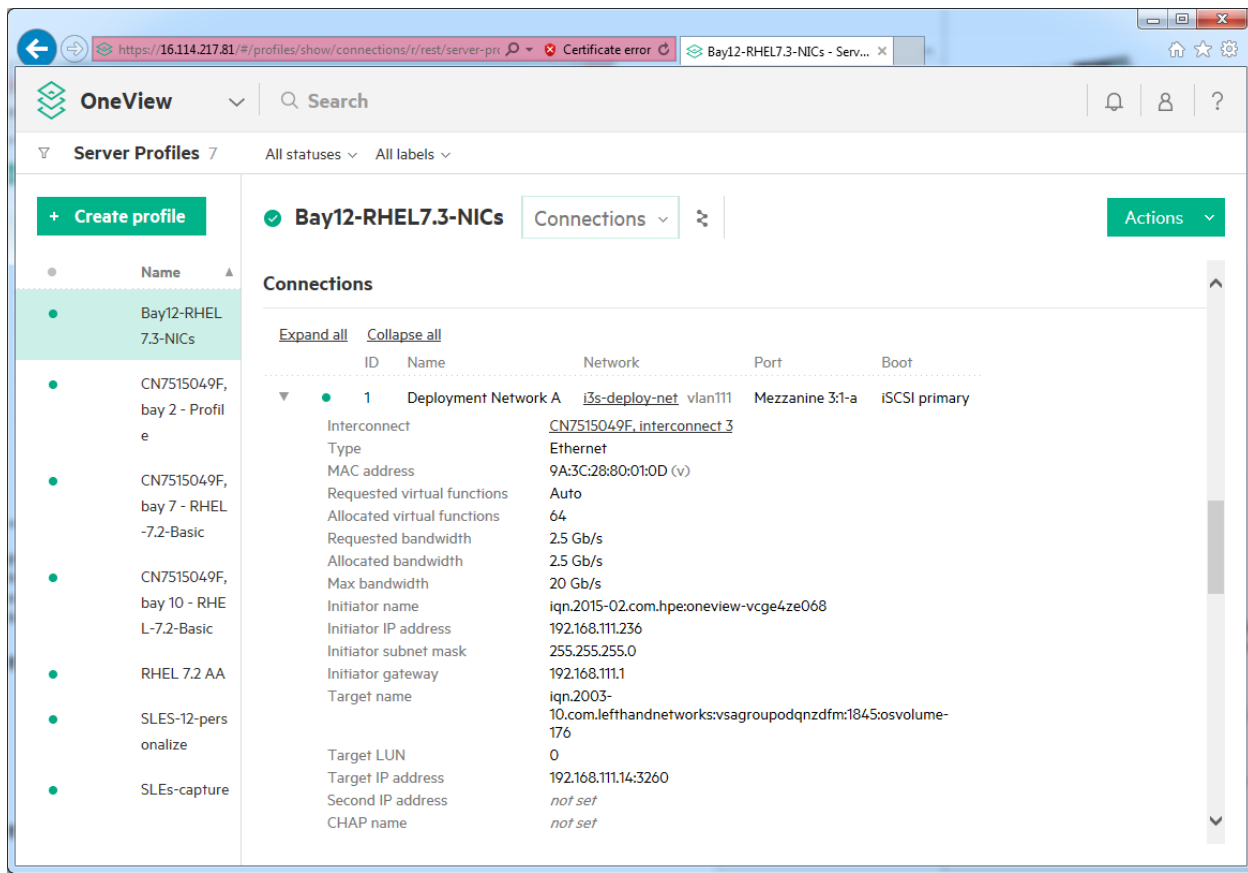 https://16.114.217.81/#/profiles/show/connections/r/rest/server-pr
Certificate error
Bay12-RHEL7.3-NICs - Serv...
OneView
Search
?
Server Profiles 7
All statuses
All labels
+ Create profile
Bay12-RHEL7.3-NICs
Connections
Actions
Name
Bay12-RHEL
7.3-NICs
CN7515049F,
bay 2 - Profil
e
CN7515049F,
bay 7 - RHEL
-7.2-Basic
CN7515049F,
bay 10 - RHE
L-7.2-Basic
RHEL 7.2 AA
SLES-12-pers
onalize
SLEs-capture
Connections
Expand all Collapse all
ID Name Network Port Boot
1 Deployment Network A i3s-deploy-net vlan111 Mezzanine 3:1-a iSCSI primary
Interconnect CN7515049F, interconnect 3
Type Ethernet
MAC address 9A:3C:28:80:01:0D (v)
Requested virtual functions Auto
Allocated virtual functions 64
Requested bandwidth 2.5 Gb/s
Allocated bandwidth 2.5 Gb/s
Max bandwidth 20 Gb/s
Initiator name iqn.2015-02.com.hpe:oneview-vcge4ze068
Initiator IP address 192.168.111.236
Initiator subnet mask 255.255.255.0
Initiator gateway 192.168.111.1
Target name iqn.2003-
10.com.lefthandnetworks:vsagroupodqnzdfm:1845:osvolume-
176
Target LUN 0
Target IP address 192.168.111.14:3260
Second IP address not set
CHAP name not set